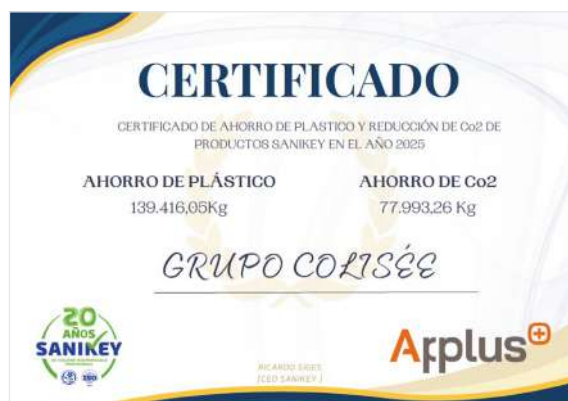 CERTIFICADO
CERTIFICADO DE AHORRO DE PLASTICO Y REDUCCIÓN DE Co2 DE
PRODUCTOS SANIKEY EN EL AÑO 2025
AHORRO DE PLÁSTICO
139.416,05Kg
AHORRO DE Co2
77.993,26 Kg
GRUPO COLISÉE
20
AÑOS
SANIKEY
ISO
Applus+
RICARDO SIGES
(CEO SANIKEY )